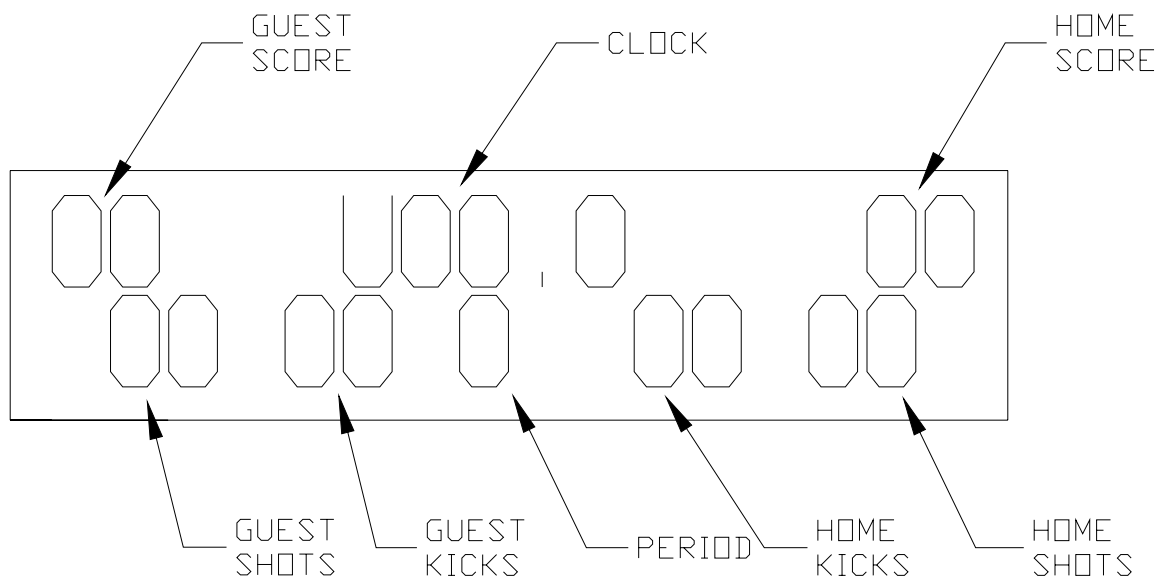 GUEST
SCORE
CLOCK
HOME
SCORE
GUEST
SHOTS
GUEST
KICKS
PERIOD
HOME
KICKS
HOME
SHOTS